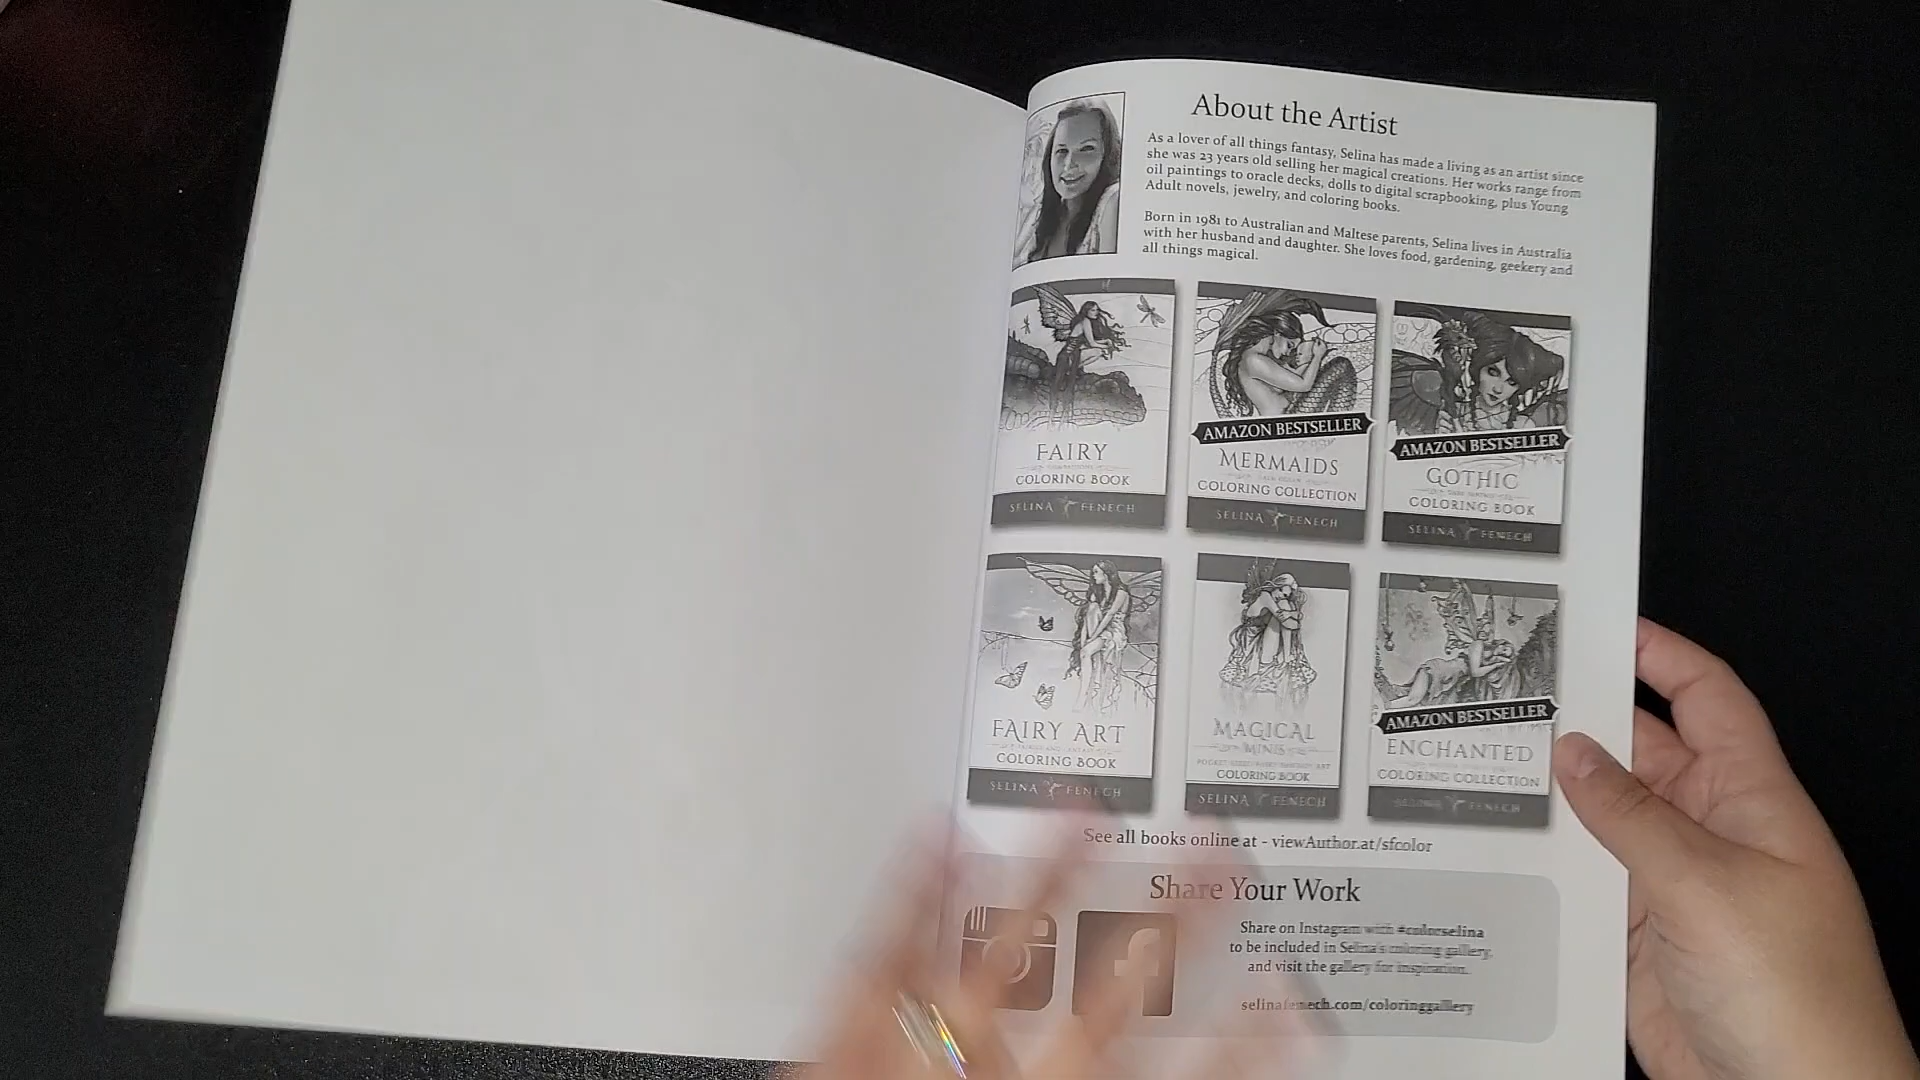 About the Artist
As a lover of all things fantasy, Selina has made a living as an artist since
she was 23 years old selling her magical creations. Her works range from
oil paintings to oracle decks, dolls to digital scrapbooking, plus Young
Adult novels, jewelry, and coloring books.
Born in 1981 to Australian and Maltese parents, Selina lives in Australia
with her husband and daughter. She loves food, gardening, geekery and
all things magical.
FAIRY
COLORING BOOK
SELINA FENECH
AMAZON BESTSELLER
MERMAIDS
COLORING COLLECTION
SELINA FENECH
AMAZON BESTSELLER
GOTHIC
COLORING BOOK
SELINA FENECH
FAIRY ART
COLORING BOOK
SELINA FENECH
MAGICAL
MINIS
POCKET SIZED FAIRY FANTASY ART
COLORING BOOK
SELINA FENECH
AMAZON BESTSELLER
ENCHANTED
COLORING COLLECTION
SELINA FENECH
See all books online at - viewAuthor.at/sfcolor
Share Your Work
Share on Instagram with #colorselina
to be included in Selina's coloring gallery,
and visit the gallery for inspiration.
selinafenech.com/coloringgallery